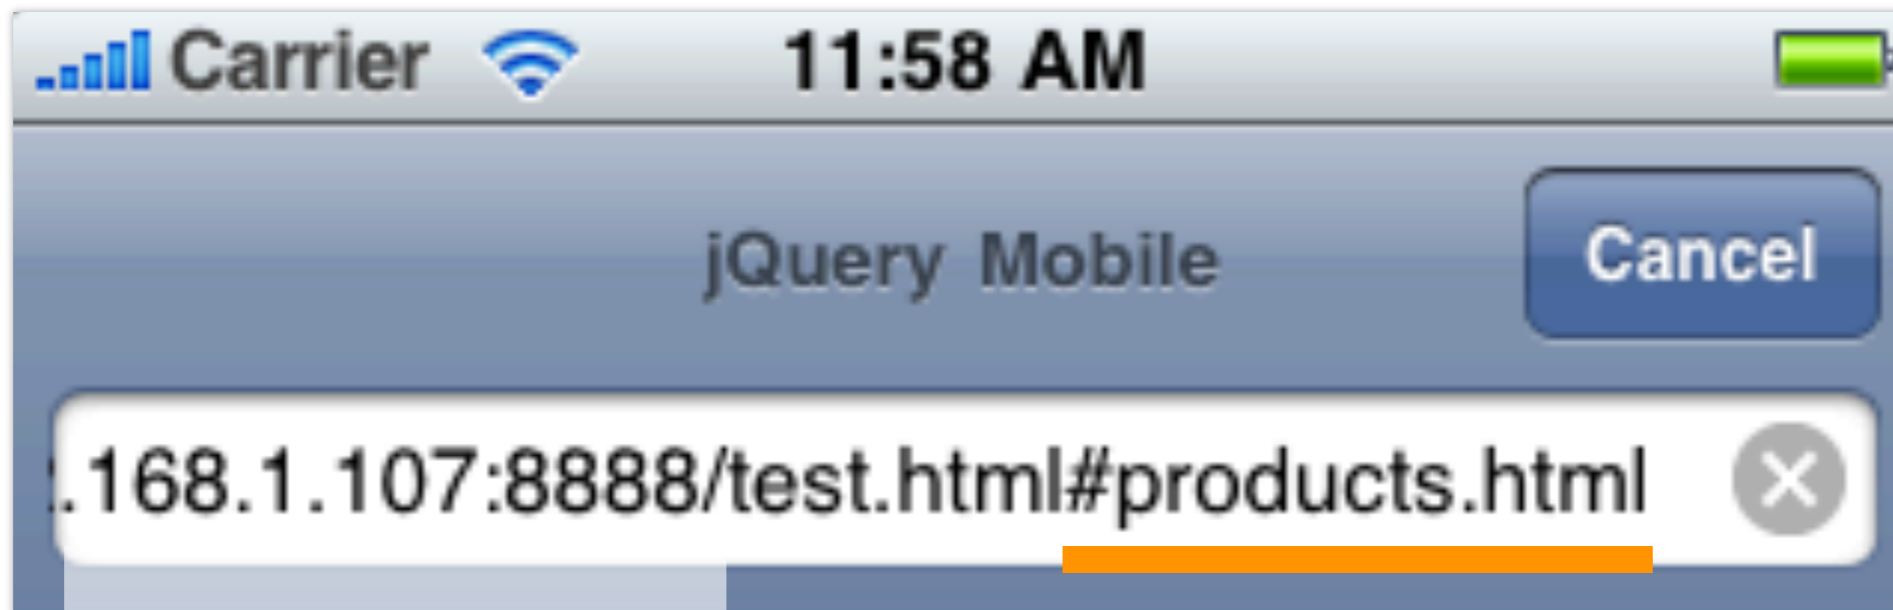 Carrier 11:58 AM
jQuery Mobile
Cancel
.168.1.107:8888/test.html#products.html